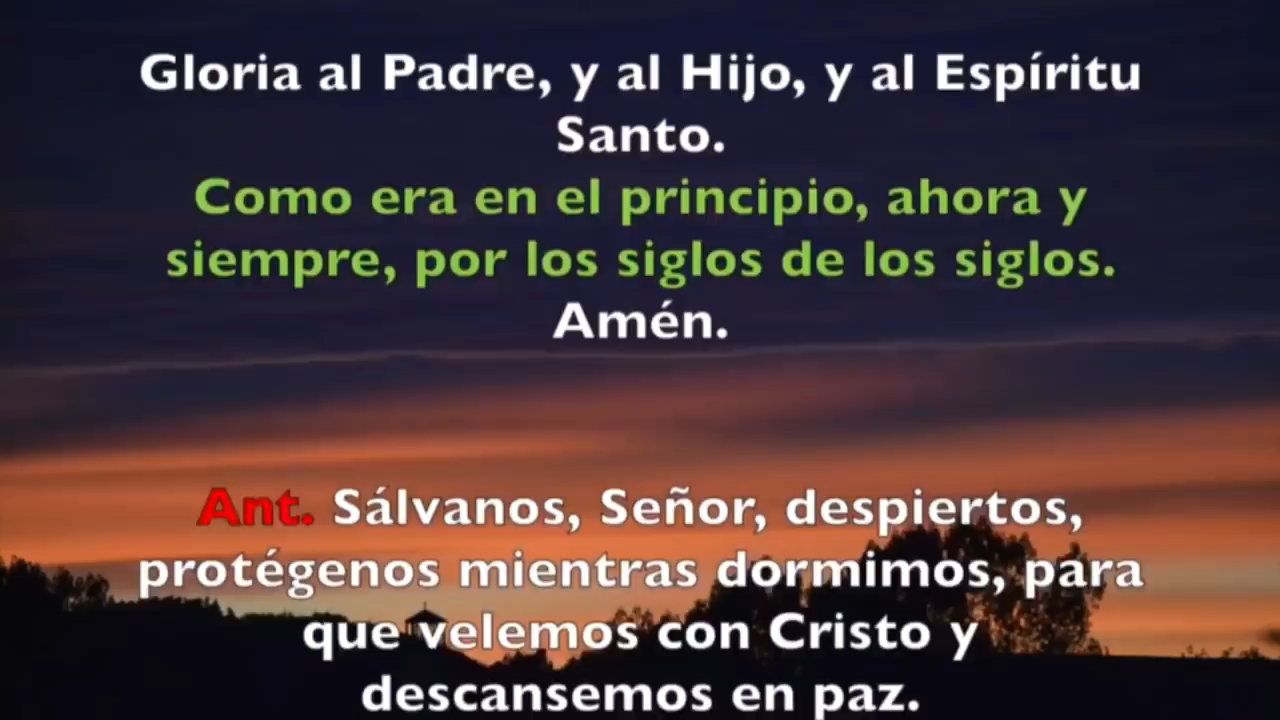 Gloria al Padre, y al Hijo, y al Espíritu
Santo.
Como era en el principio, ahora y
siempre, por los siglos de los siglos.
Amén.
Ant. Sálvanos, Señor, despiertos,
protégenos mientras dormimos, para
que velemos con Cristo y
descansemos en paz.